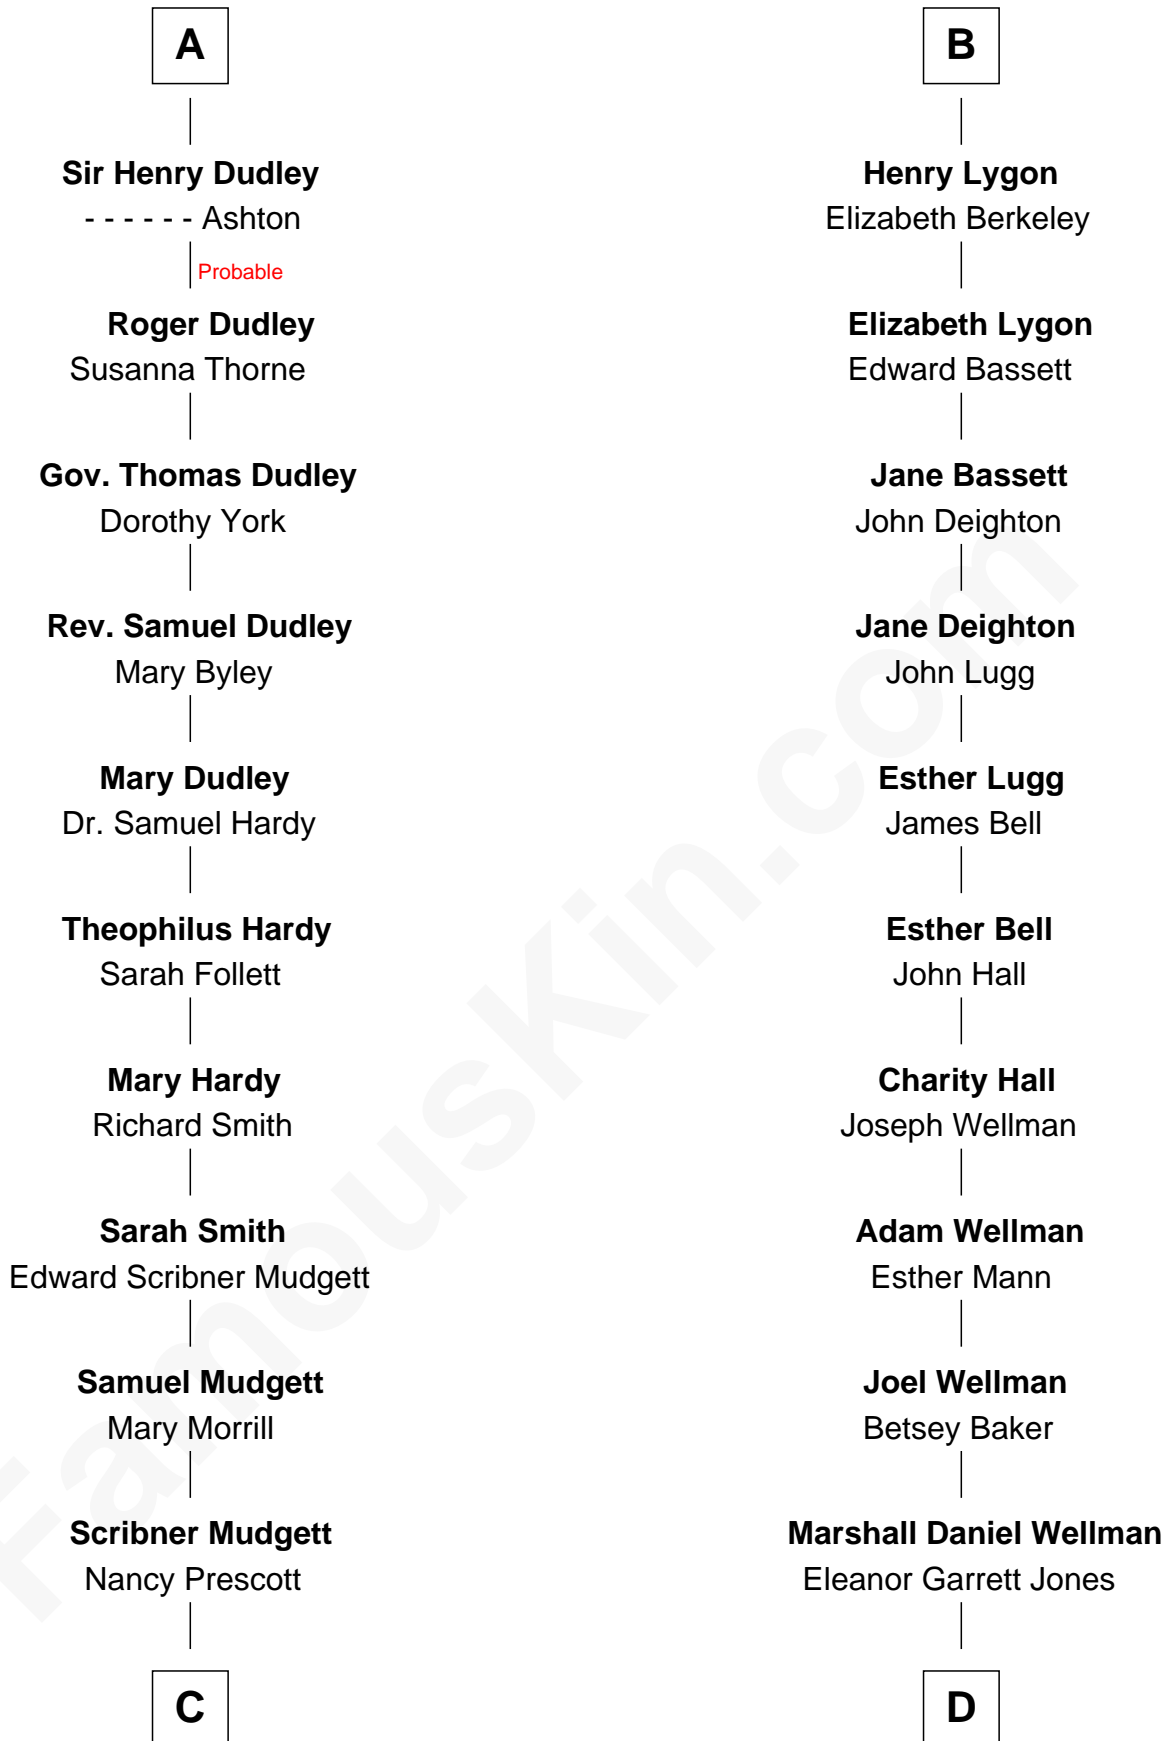 A
Sir Henry Dudley
- - - - - - Ashton
Probable
Roger Dudley
Susanna Thorne
Gov. Thomas Dudley
Dorothy York
Rev. Samuel Dudley
Mary Byley
Mary Dudley
Dr. Samuel Hardy
Theophilus Hardy
Sarah Follett
Mary Hardy
Richard Smith
Sarah Smith
Edward Scribner Mudgett
Samuel Mudgett
Mary Morrill
Scribner Mudgett
Nancy Prescott
C
B
Henry Lygon
Elizabeth Berkeley
Elizabeth Lygon
Edward Bassett
Jane Bassett
John Deighton
Jane Deighton
John Lugg
Esther Lugg
James Bell
Esther Bell
John Hall
Charity Hall
Joseph Wellman
Adam Wellman
Esther Mann
Joel Wellman
Betsey Baker
Marshall Daniel Wellman
Eleanor Garrett Jones
D
FamousKin.com